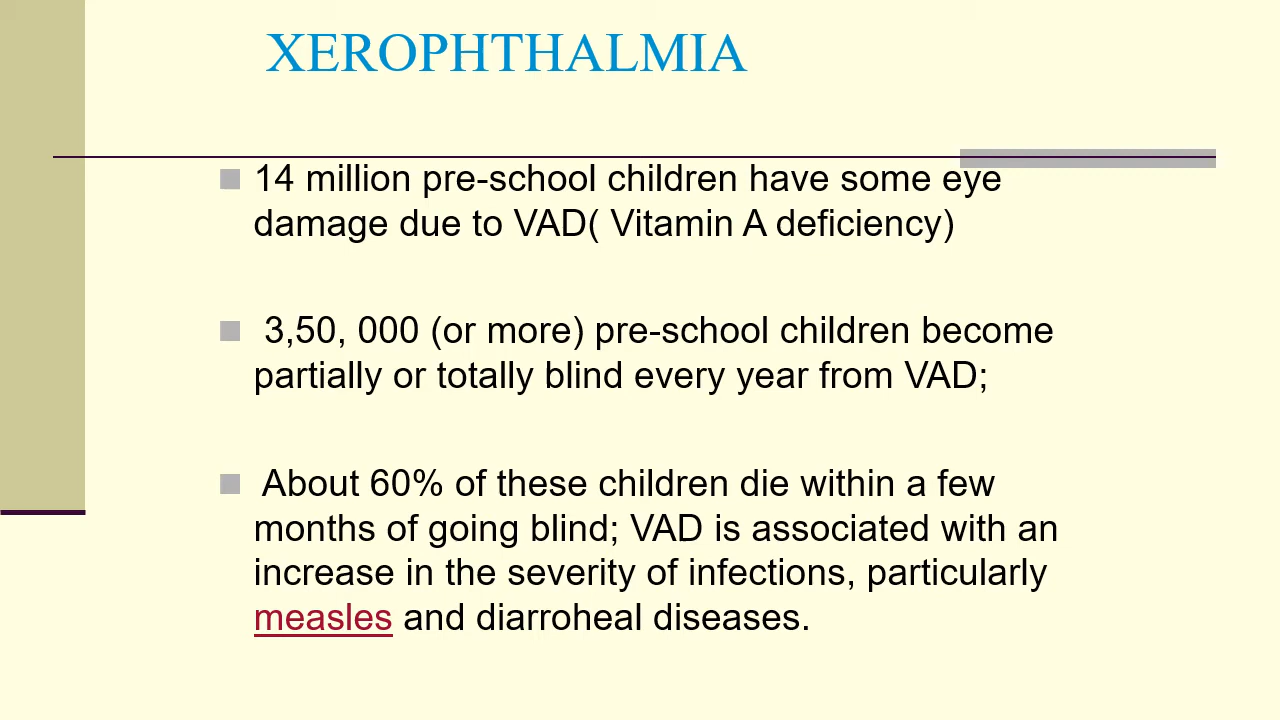 XEROPHTHALMIA
14 million pre-school children have some eye
damage due to VAD( Vitamin A deficiency)
3,50, 000 (or more) pre-school children become
partially or totally blind every year from VAD;
About 60% of these children die within a few
months of going blind; VAD is associated with an
increase in the severity of infections, particularly
measles and diarroheal diseases.